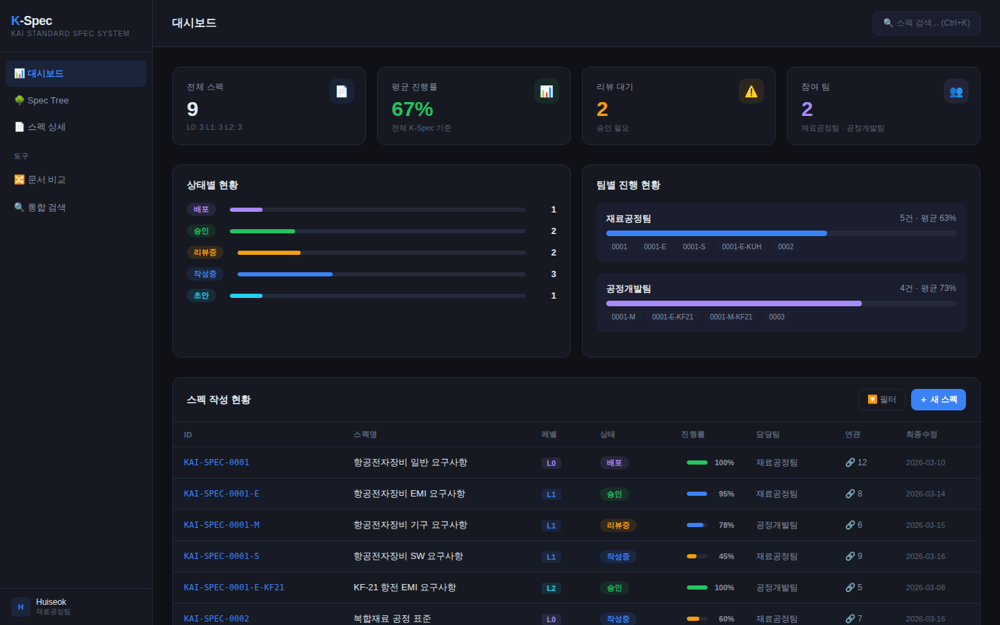 K-Spec
KAI STANDARD SPEC SYSTEM
대시보드
Spec Tree
스펙 상세
도구
문서 비교
통합 검색
H
Huiseok
재료공정팀
대시보드
스펙 검색... (Ctrl+K)
전체 스펙
9
L0: 3 L1: 3 L2: 3
평균 진행률
67%
전체 K-Spec 기준
리뷰 대기
2
승인 필요
참여 팀
2
재료공정팀 · 공정개발팀
상태별 현황
배포 1
승인 2
리뷰중 2
작성중 3
초안 1
팀별 진행 현황
재료공정팀 5건 · 평균 63%
0001 0001-E 0001-S 0001-E-KUH 0002
공정개발팀 4건 · 평균 73%
0001-M 0001-E-KF21 0001-M-KF21 0003
스펙 작성 현황
필터
+ 새 스펙
ID 스펙명 레벨 상태 진행률 담당팀 연관 최종수정
KAI-SPEC-0001 항공전자장비 일반 요구사항 L0 배포 100% 재료공정팀 12 2026-03-10
KAI-SPEC-0001-E 항공전자장비 EMI 요구사항 L1 승인 95% 재료공정팀 8 2026-03-14
KAI-SPEC-0001-M 항공전자장비 기구 요구사항 L1 리뷰중 78% 공정개발팀 6 2026-03-15
KAI-SPEC-0001-S 항공전자장비 SW 요구사항 L1 작성중 45% 재료공정팀 9 2026-03-16
KAI-SPEC-0001-E-KF21 KF-21 항전 EMI 요구사항 L2 승인 100% 공정개발팀 5 2026-03-08
KAI-SPEC-0002 복합재료 공정 표준 L0 작성중 60% 재료공정팀 7 2026-03-16